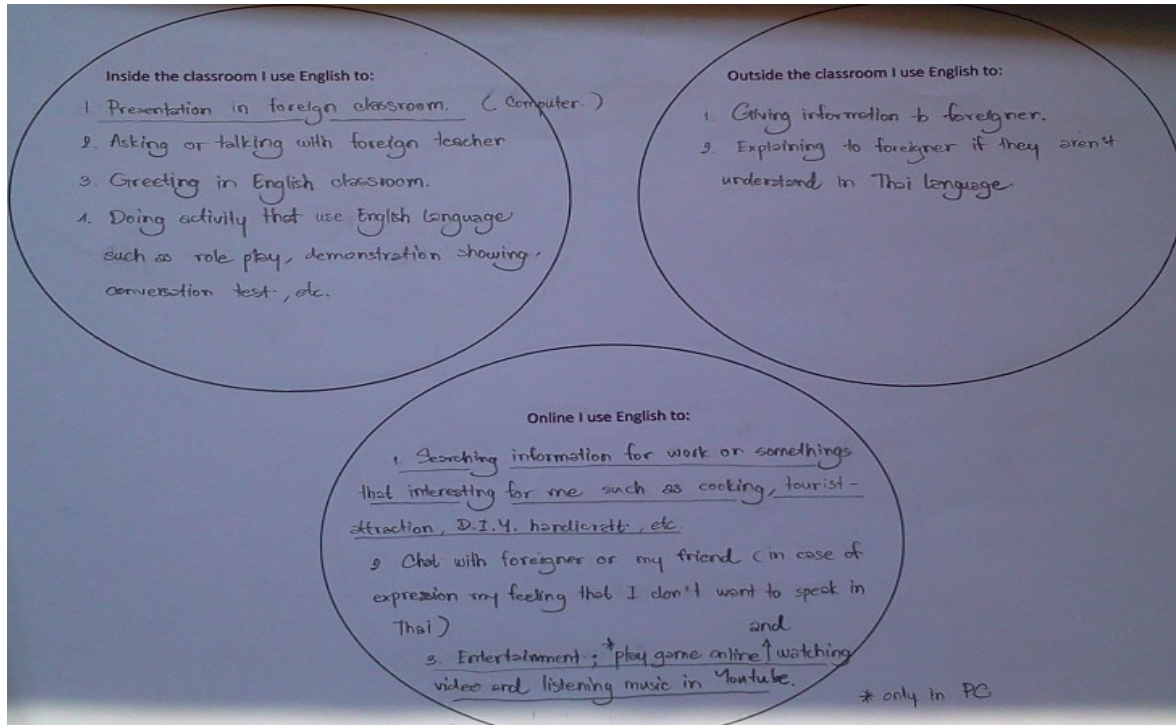 Inside the classroom I use English to:
1 Presentation in foreign classroom. (Computer.)
2. Asking or talking with foreign teacher
3. Greeting in English classroom.
4. Doing activity that use English language
such as role play, demonstration showing,
conversation test, etc.
Outside the classroom I use English to:
1. Giving information to foreigner.
2. Explaining to foreigner if they aren't
understand in Thai language.
Online I use English to:
1. Searching information for work or somethings
that interesting for me such as cooking, tourist-
attraction, D.I.Y. handicraft, etc.
2 Chat with foreigner or my friend (in case of
expression my feeling that I don't want to speak in
Thai)
and
3. Entertainment; *play game online ↑ watching
video and listening music in Youtube.
* only in PC